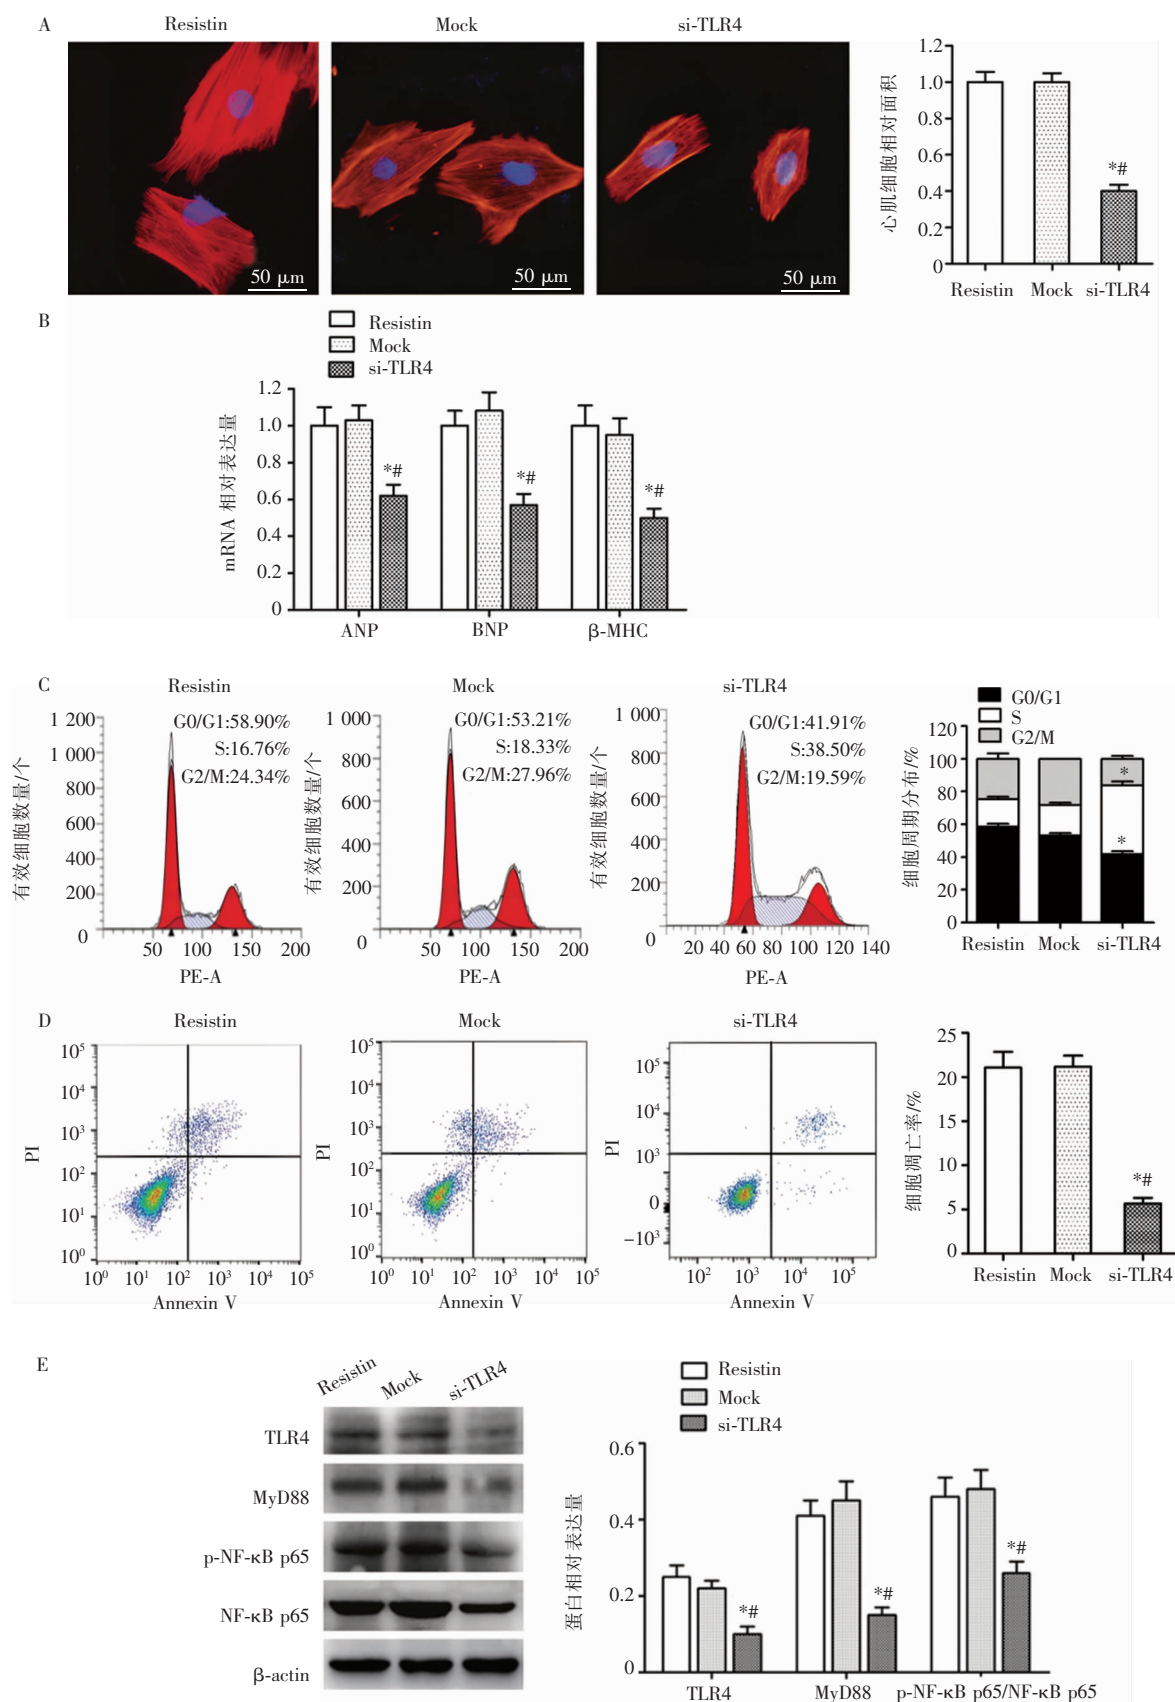 A
Resistin
Mock
si-TLR4
50 μm
50 μm
50 μm
心肌细胞相对面积
1.2
1.0
0.8
0.6
0.4
0.2
0
*#
Resistin Mock si-TLR4
B
Resistin
Mock
si-TLR4
mRNA 相对表达量
1.2
1.0
0.8
0.6
0.4
0.2
0
*#
*#
*#
ANP BNP β-MHC
C
Resistin
有效细胞数量/个
1 200
1 000
800
600
400
200
0
G0/G1:58.90%
S:16.76%
G2/M:24.34%
50 100 150 200
PE-A
Mock
有效细胞数量/个
1 000
800
600
400
200
0
G0/G1:53.21%
S:18.33%
G2/M:27.96%
50 100 150 200
PE-A
si-TLR4
有效细胞数量/个
1 000
800
600
400
200
0
G0/G1:41.91%
S:38.50%
G2/M:19.59%
20 40 60 80 100 120 140
PE-A
G0/G1
S
G2/M
细胞周期分布/%
120
100
80
60
40
20
0
*
*
Resistin Mock si-TLR4
D
Resistin
PI
10⁵
10⁴
10³
10²
10¹
10⁰
10⁰ 10¹ 10² 10³ 10⁴ 10⁵
Annexin V
Mock
PI
10⁵
10⁴
10³
10²
10¹
10⁰
10⁰ 10¹ 10² 10³ 10⁴ 10⁵
Annexin V
si-TLR4
PI
10⁵
10⁴
10³
0
−10³
10² 10³ 10⁴ 10⁵
Annexin V
细胞凋亡率/%
25
20
15
10
5
0
*#
Resistin Mock si-TLR4
E
Resistin Mock si-TLR4
TLR4
MyD88
p-NF-κB p65
NF-κB p65
β-actin
Resistin
Mock
si-TLR4
蛋白相对表达量
0.6
0.4
0.2
0
*#
*#
*#
TLR4 MyD88 p-NF-κB p65/NF-κB p65